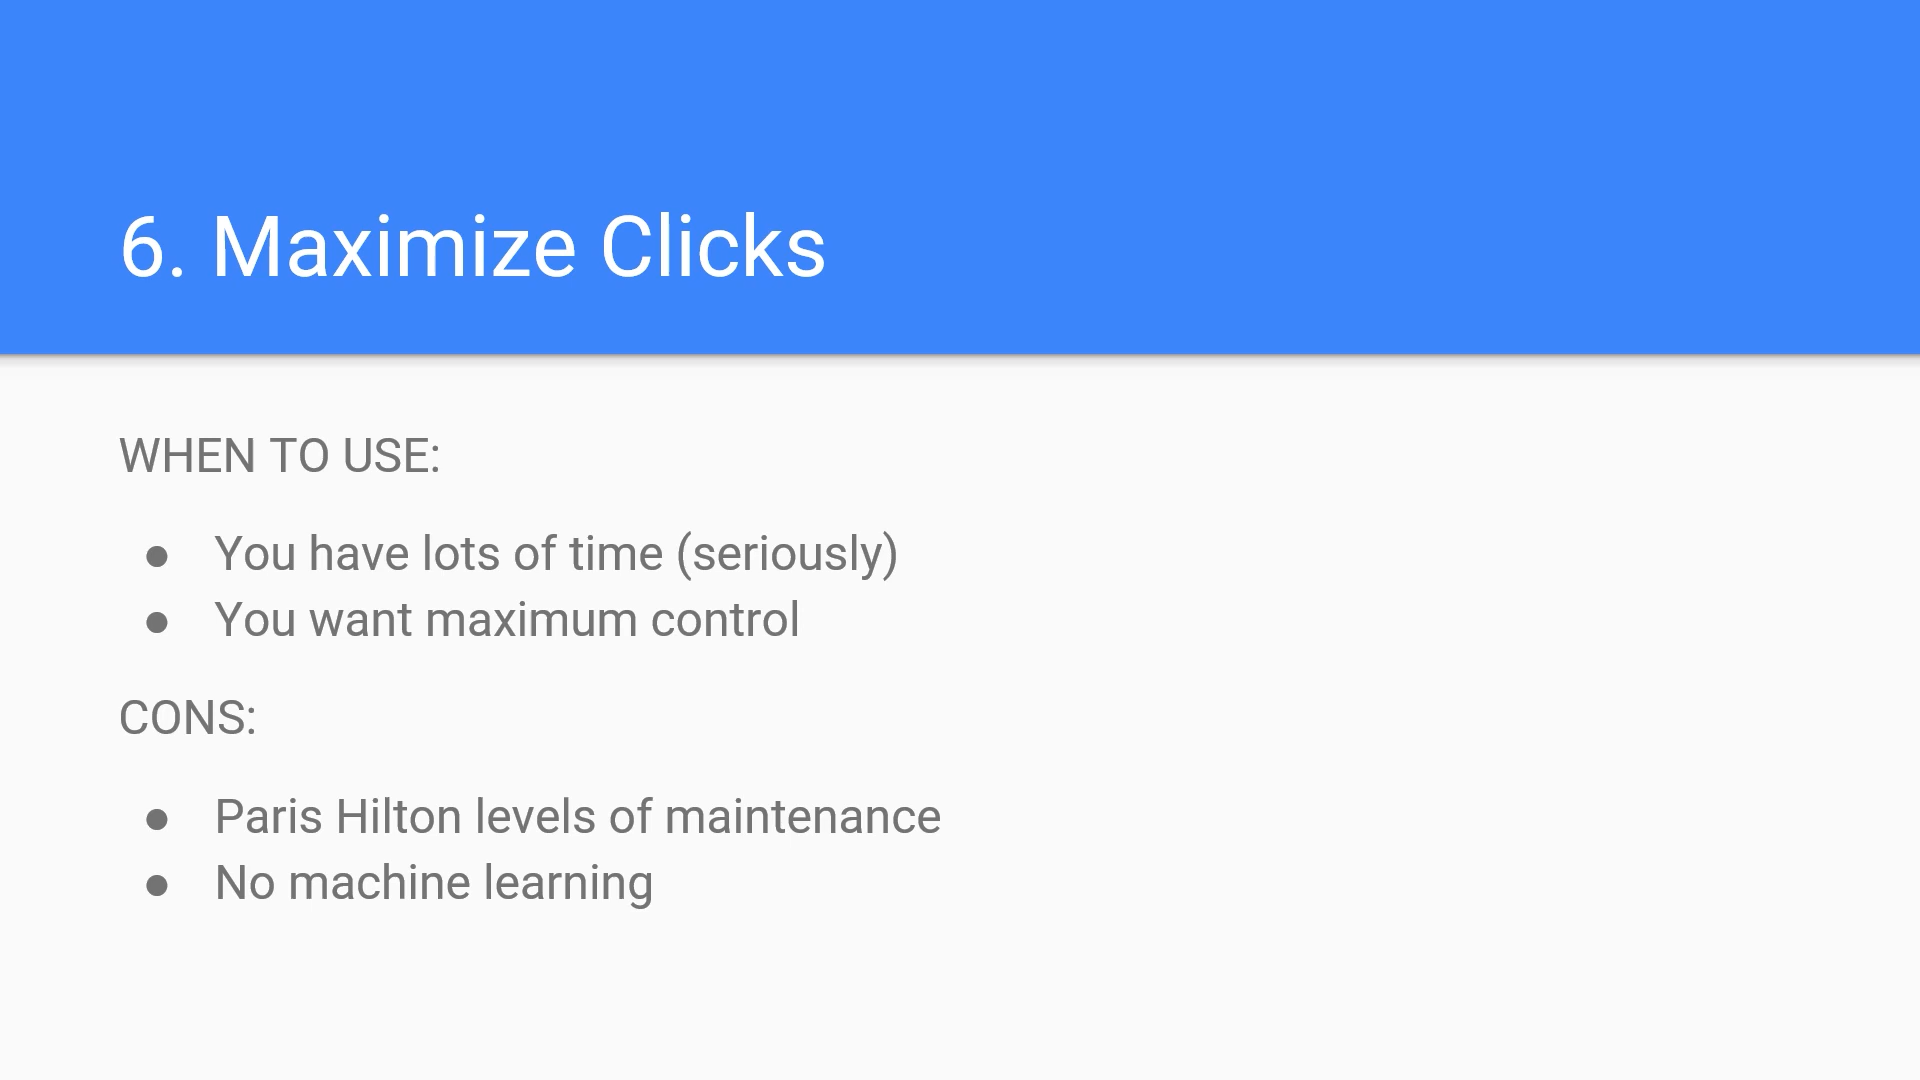 6. Maximize Clicks
WHEN TO USE:
● You have lots of time (seriously)
● You want maximum control
CONS:
● Paris Hilton levels of maintenance
● No machine learning